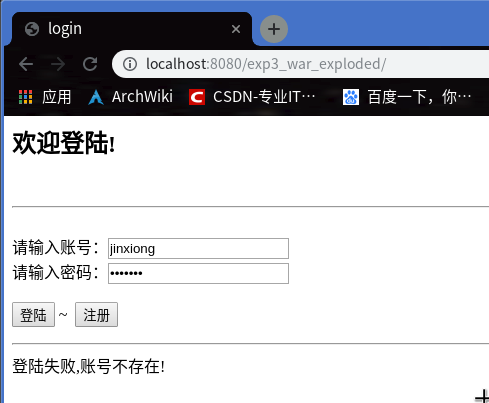 login
localhost:8080/exp3_war_exploded/
应用 ArchWiki CSDN-专业IT… 百度一下，你…
欢迎登陆!
请输入账号：jinxiong
请输入密码：•••••••
登陆 ~ 注册
登陆失败,账号不存在!